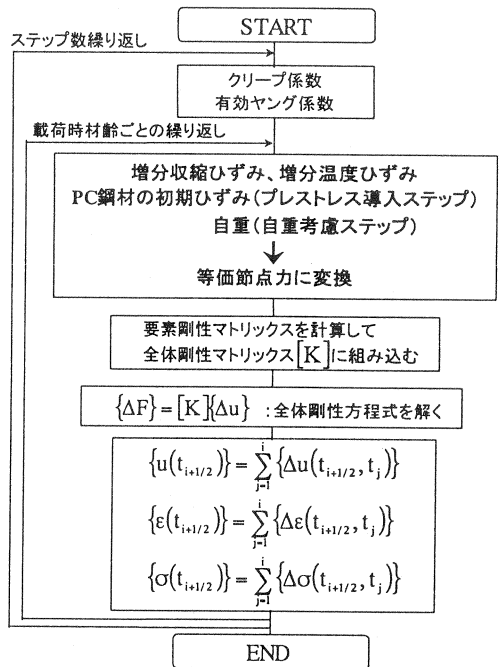 START
ステップ数繰り返し
クリープ係数
有効ヤング係数
載荷時材齢ごとの繰り返し
増分収縮ひずみ、増分温度ひずみ
PC鋼材の初期ひずみ(プレストレス導入ステップ)
自重(自重考慮ステップ)
↓
等価節点力に変換
要素剛性マトリックスを計算して
全体剛性マトリックス[K]に組み込む
{ΔF}=[K]{Δu} :全体剛性方程式を解く
{u(t_{i+1/2})}=∑_{j=1}^{i}{Δu(t_{i+1/2},t_j)}
{ε(t_{i+1/2})}=∑_{j=1}^{i}{Δε(t_{i+1/2},t_j)}
{σ(t_{i+1/2})}=∑_{j=1}^{i}{Δσ(t_{i+1/2},t_j)}
END